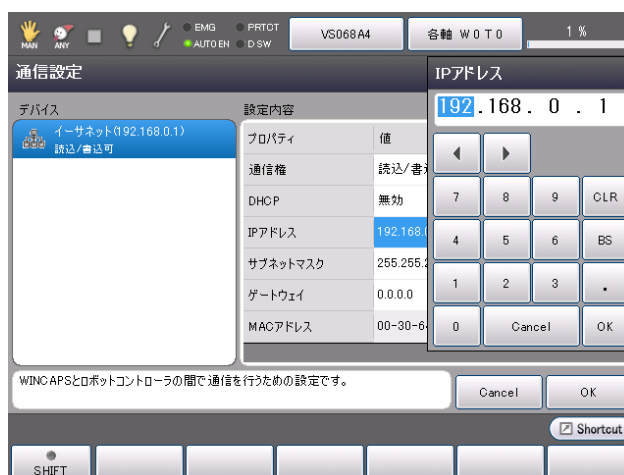 MAN
ANY
EMG
AUTO EN
PRTCT
D SW
VS068A4
各軸 W 0 T 0
1 %
通信設定
IPアドレス
192.168. 0 . 1
デバイス
設定内容
イーサネット(192.168.0.1)
読込/書込可
プロパティ
値
通信権
読込/書
DHCP
無効
IPアドレス
192.168.0
サブネットマスク
255.255.2
ゲートウェイ
0.0.0.0
MACアドレス
00-30-6
7
8
9
CLR
4
5
6
BS
1
2
3
.
0
Cancel
OK
WINCAPSとロボットコントローラの間で通信を行うための設定です。
Cancel
OK
Shortcut
SHIFT